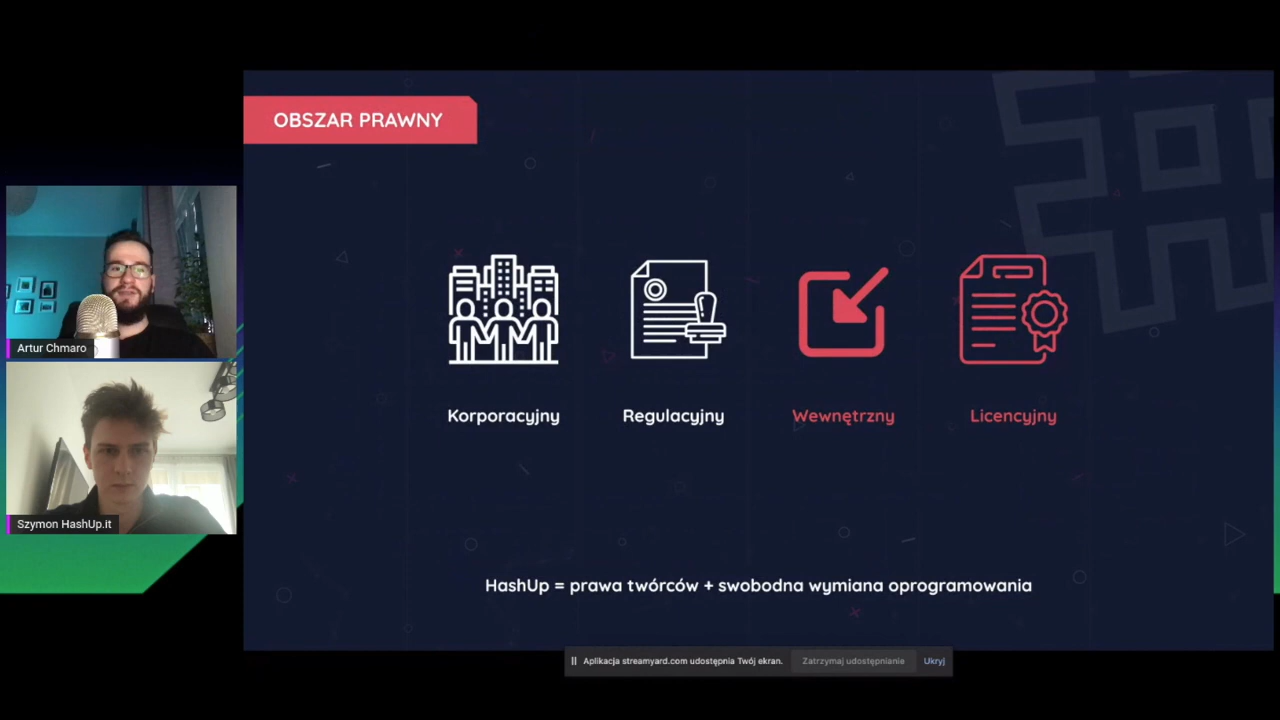 OBSZAR PRAWNY
Artur Chmaro
Szymon HashUp.it
Korporacyjny
Regulacyjny
Wewnętrzny
Licencyjny
HashUp = prawa twórców + swobodna wymiana oprogramowania
Aplikacja streamyard.com udostępnia Twój ekran.
Zatrzymaj udostępnianie
Ukryj